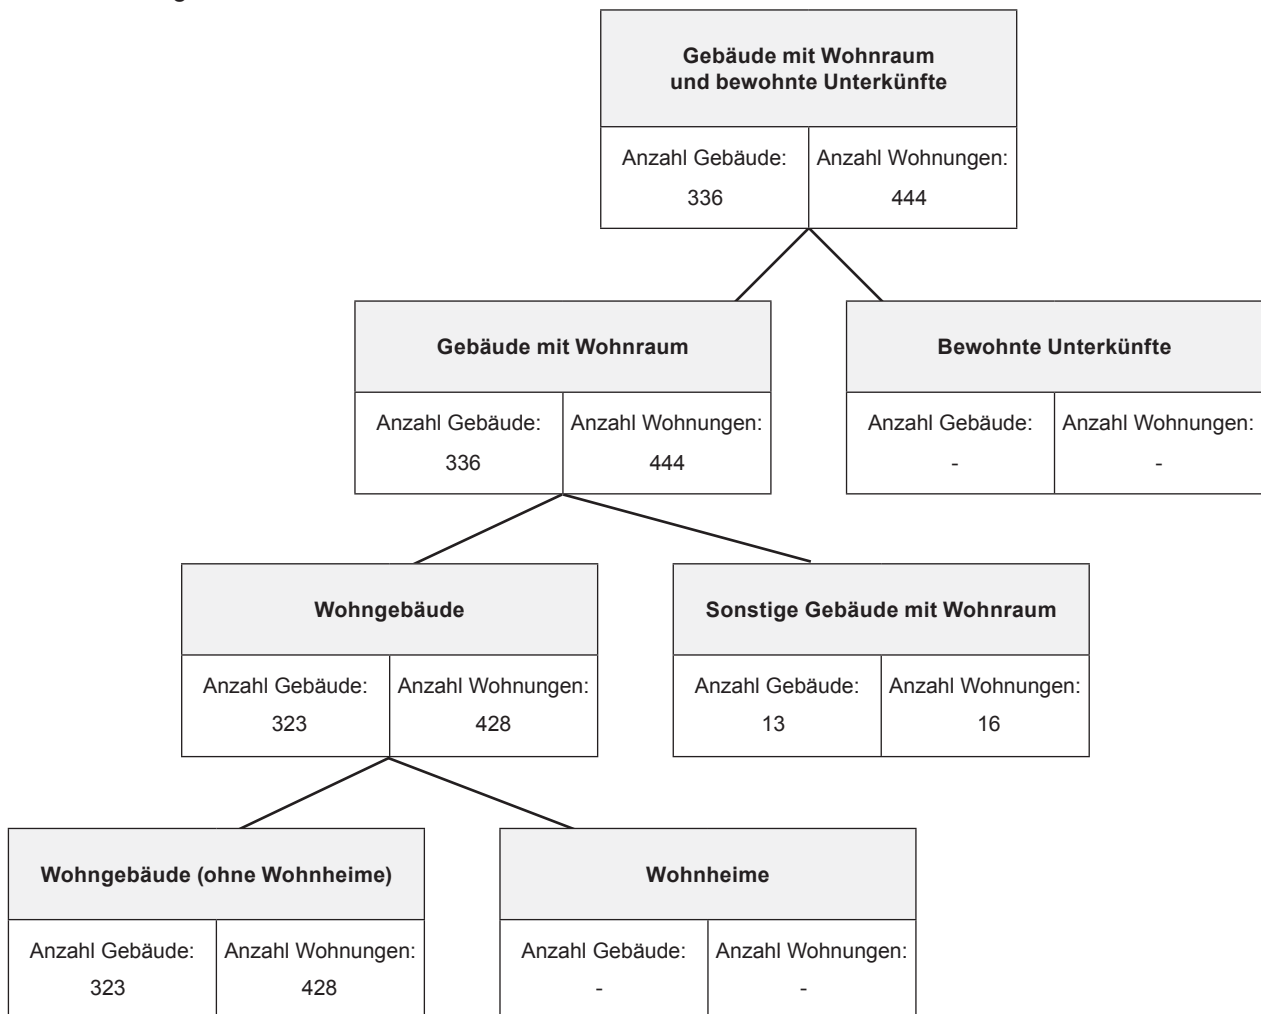 Gebäude mit Wohnraum
und bewohnte Unterkünfte
Anzahl Gebäude: Anzahl Wohnungen:
336 444
Gebäude mit Wohnraum Bewohnte Unterkünfte
Anzahl Gebäude: Anzahl Wohnungen: Anzahl Gebäude: Anzahl Wohnungen:
336 444 - -
Wohngebäude Sonstige Gebäude mit Wohnraum
Anzahl Gebäude: Anzahl Wohnungen: Anzahl Gebäude: Anzahl Wohnungen:
323 428 13 16
Wohngebäude (ohne Wohnheime) Wohnheime
Anzahl Gebäude: Anzahl Wohnungen: Anzahl Gebäude: Anzahl Wohnungen:
323 428 - -